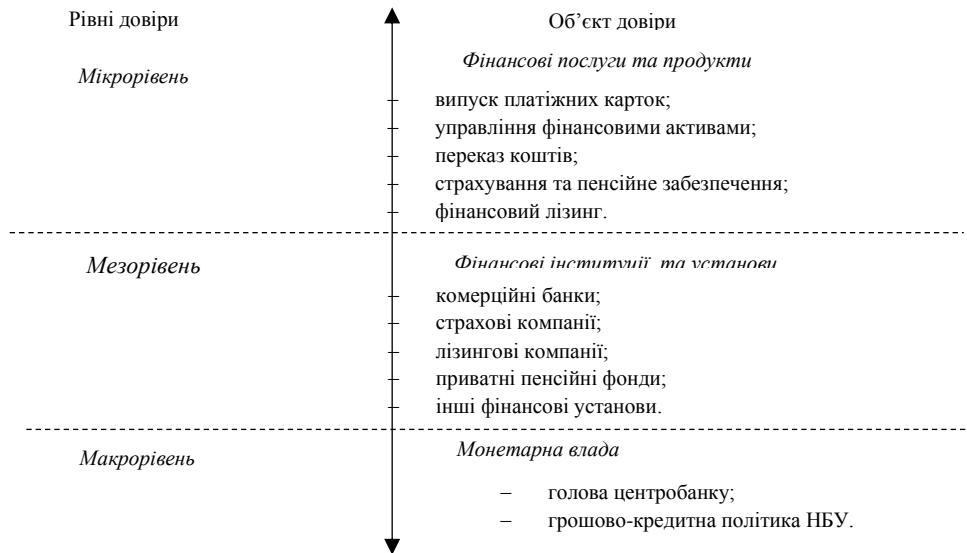 Рівні довіри
Об’єкт довіри
Мікрорівень
Фінансові послуги та продукти
– випуск платіжних карток;
– управління фінансовими активами;
– переказ коштів;
– страхування та пенсійне забезпечення;
– фінансовий лізинг.
Мезорівень
Фінансові інституції та установи
– комерційні банки;
– страхові компанії;
– лізингові компанії;
– приватні пенсійні фонди;
– інші фінансові установи.
Макрорівень
Монетарна влада
– голова центробанку;
– грошово-кредитна політика НБУ.